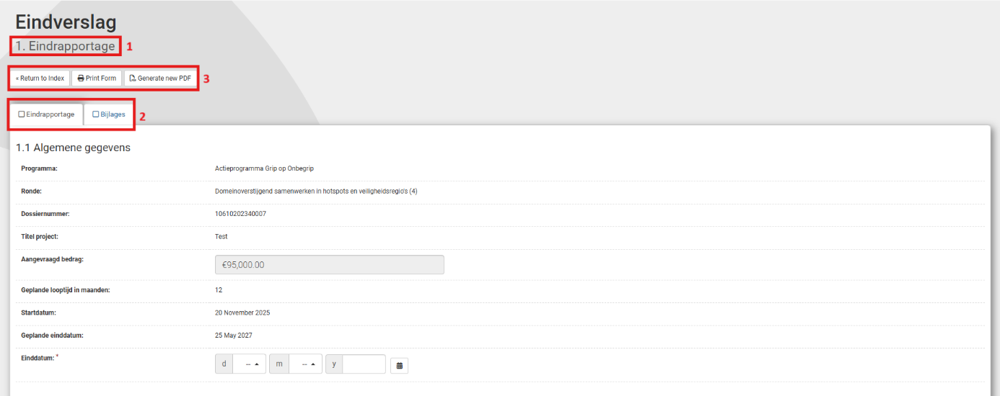 Eindverslag
1. Eindrapportage 1
« Return to Index Print Form Generate new PDF 3
Eindrapportage Bijlages 2
1.1 Algemene gegevens
Programma: Actieprogramma Grip op Onbegrip
Ronde: Domeinoverstijgend samenwerken in hotspots en veiligheidsregio's (4)
Dossiernummer: 10610202340007
Titel project: Test
Aangevraagd bedrag: €95,000.00
Geplande looptijd in maanden: 12
Startdatum: 20 November 2025
Geplande einddatum: 25 May 2027
Einddatum: * d -- m -- y